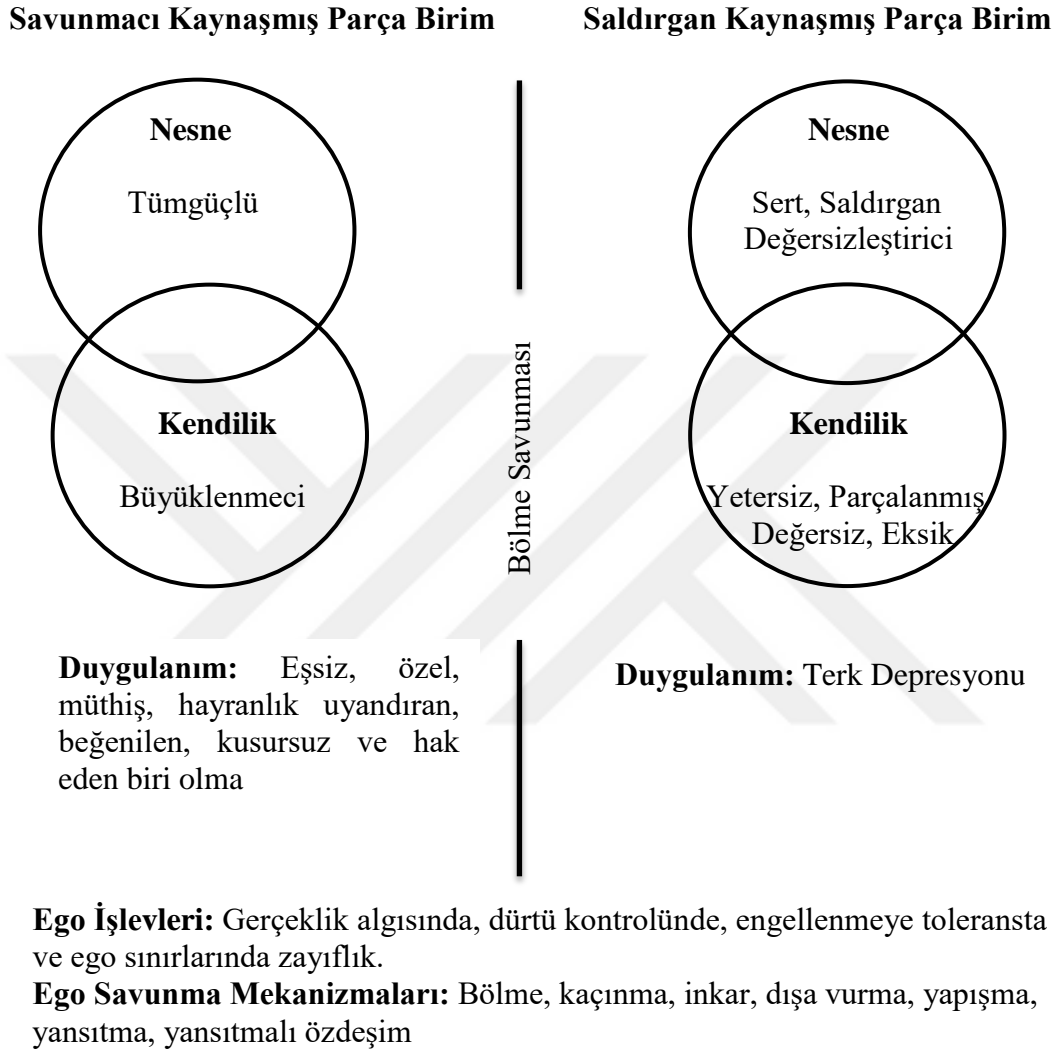 Savunmacı Kaynaşmış Parça Birim
Saldırgan Kaynaşmış Parça Birim
Nesne
Tümgüçlü
Kendilik
Büyüklenmeci
Bölme Savunması
Nesne
Sert, Saldırgan
Değersizleştirici
Kendilik
Yetersiz, Parçalanmış
Değersiz, Eksik
Duygulanım: Eşsiz, özel,
müthiş, hayranlık uyandıran,
beğenilen, kusursuz ve hak
eden biri olma
Duygulanım: Terk Depresyonu
Ego İşlevleri: Gerçeklik algısında, dürtü kontrolünde, engellenmeye toleransta
ve ego sınırlarında zayıflık.
Ego Savunma Mekanizmaları: Bölme, kaçınma, inkar, dışa vurma, yapışma,
yansıtma, yansıtmalı özdeşim